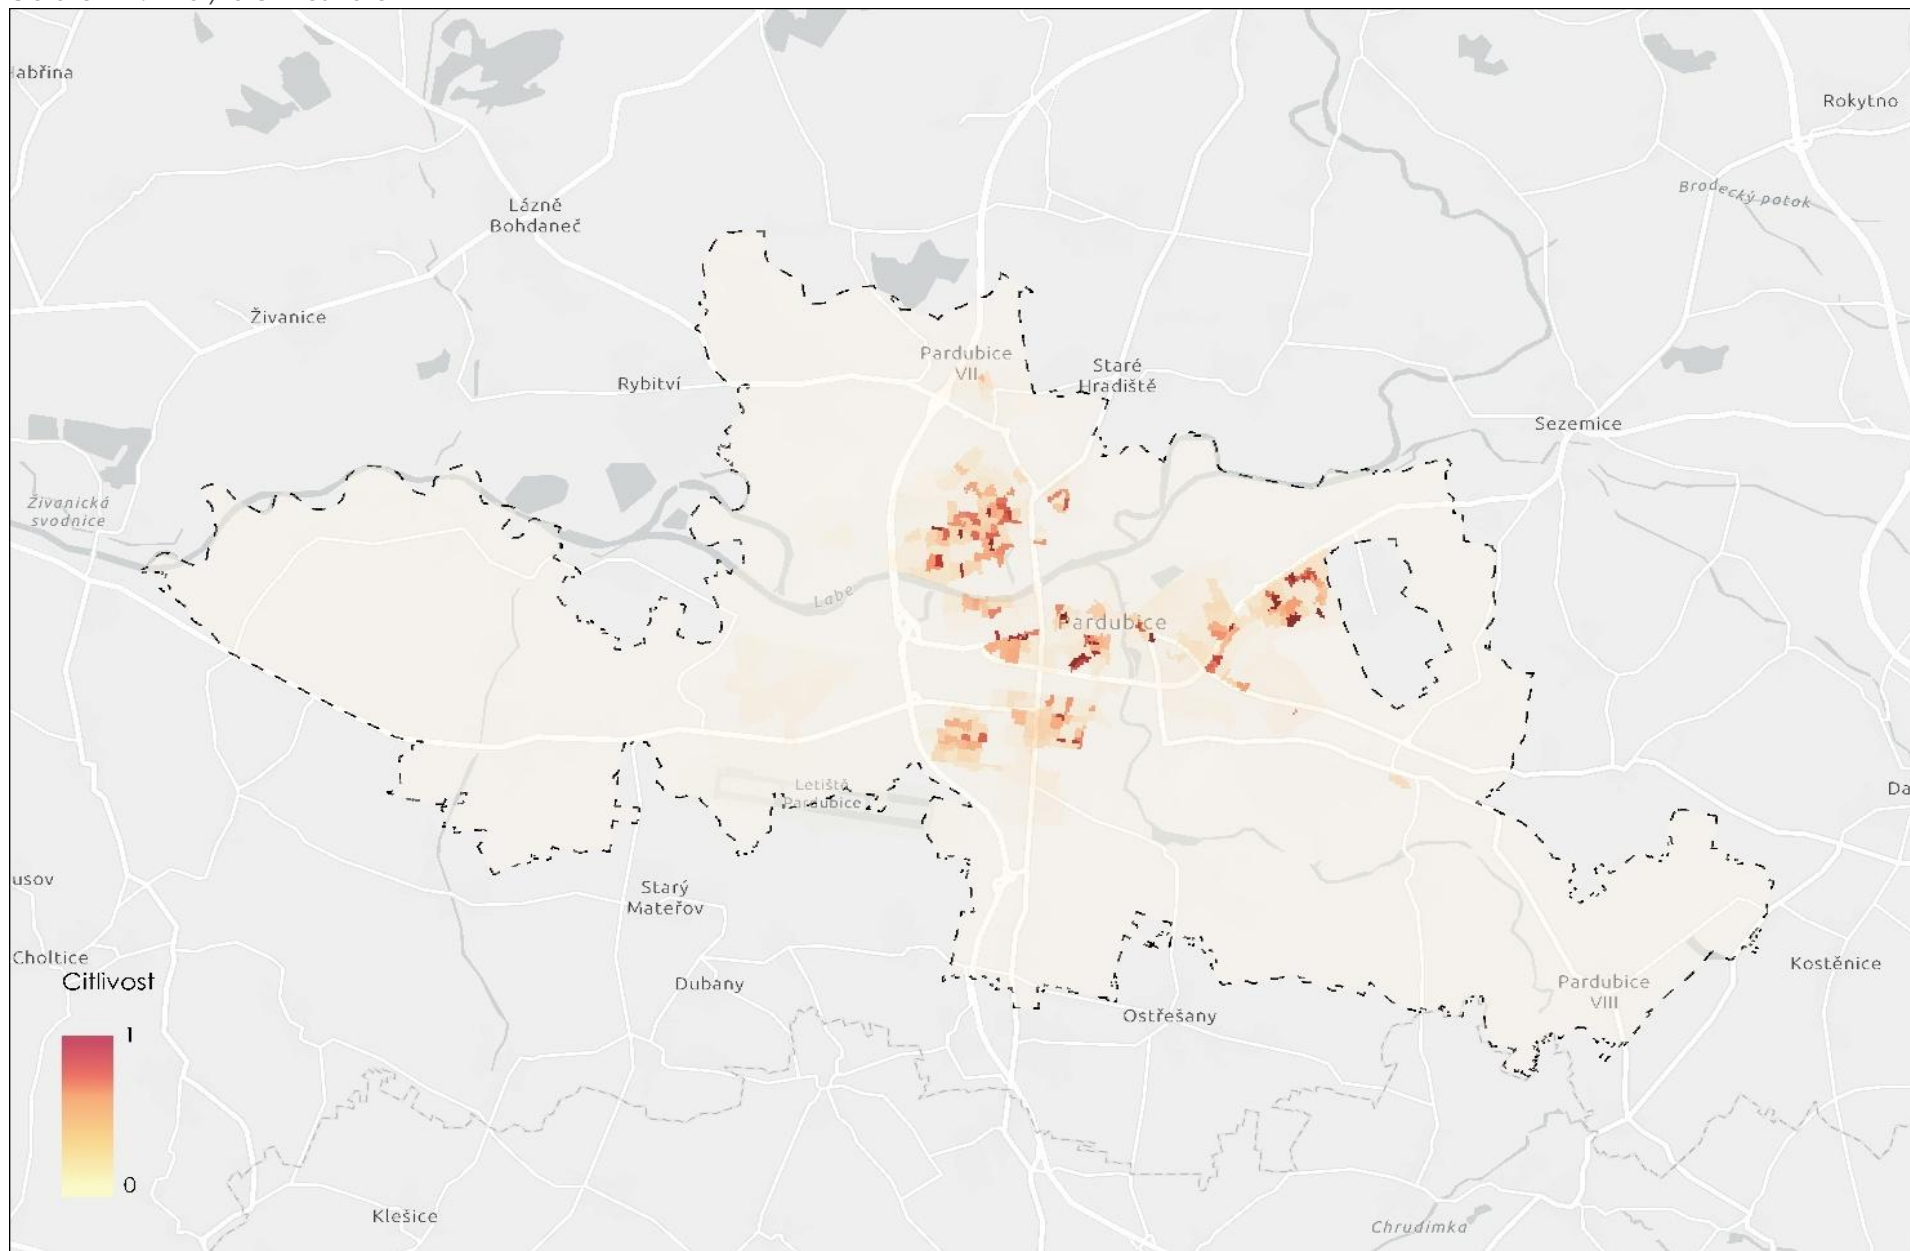 abřina
Rokytno
Brodecký potok
Lázně
Bohdaneč
Živanice
Pardubice
VII
Staré
Hradiště
Rybitví
Sezemice
Živanická
svodnice
Labe
Pardubice
Letiště
Pardubice
Da
usov
Starý
Mateřov
Choltice
Citlivost
Dubany
Kostěnice
Pardubice
VIII
Ostřešany
1
0
Klešice
Chrudimka